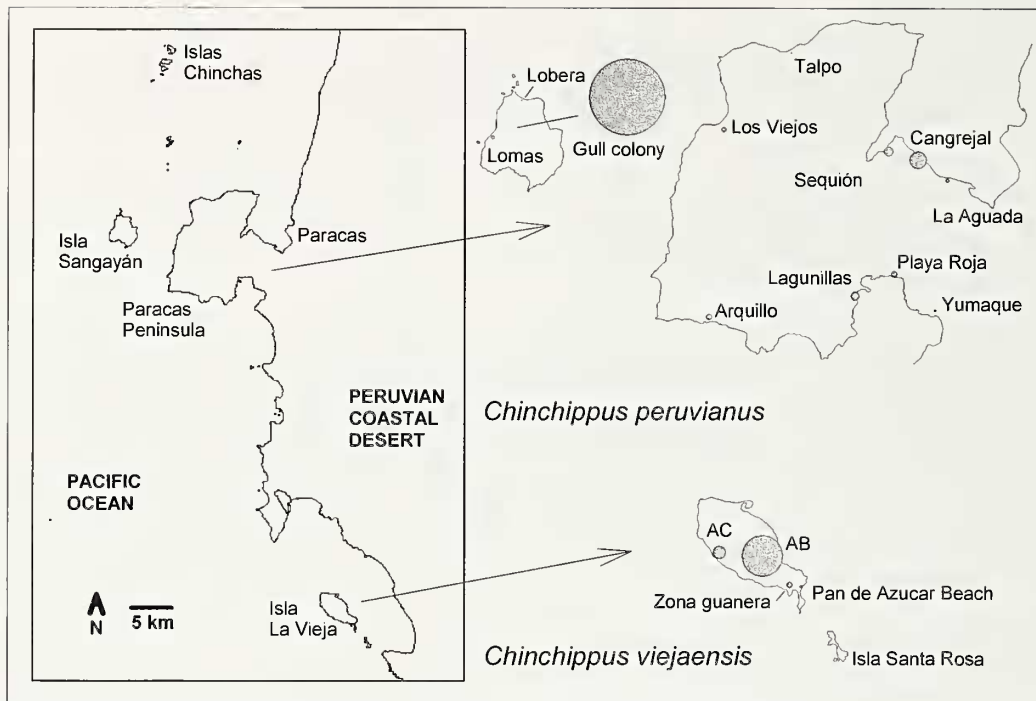 Islas
Chinchas
Isla
Sangayán
Paracas
Paracas
Peninsula
PERUVIAN
COASTAL
DESERT
PACIFIC
OCEAN
N
5 km
Isla
La Vieja
Lobera
Lomas
Gull colony
Talpo
Los Viejos
Cangrejal
Sequión
La Aguada
Playa Roja
Lagunillas
Yumaque
Arquillo
Chinchippus peruvianus
AC
AB
Zona guanera
Pan de Azucar Beach
Chinchippus viejaensis
Isla Santa Rosa